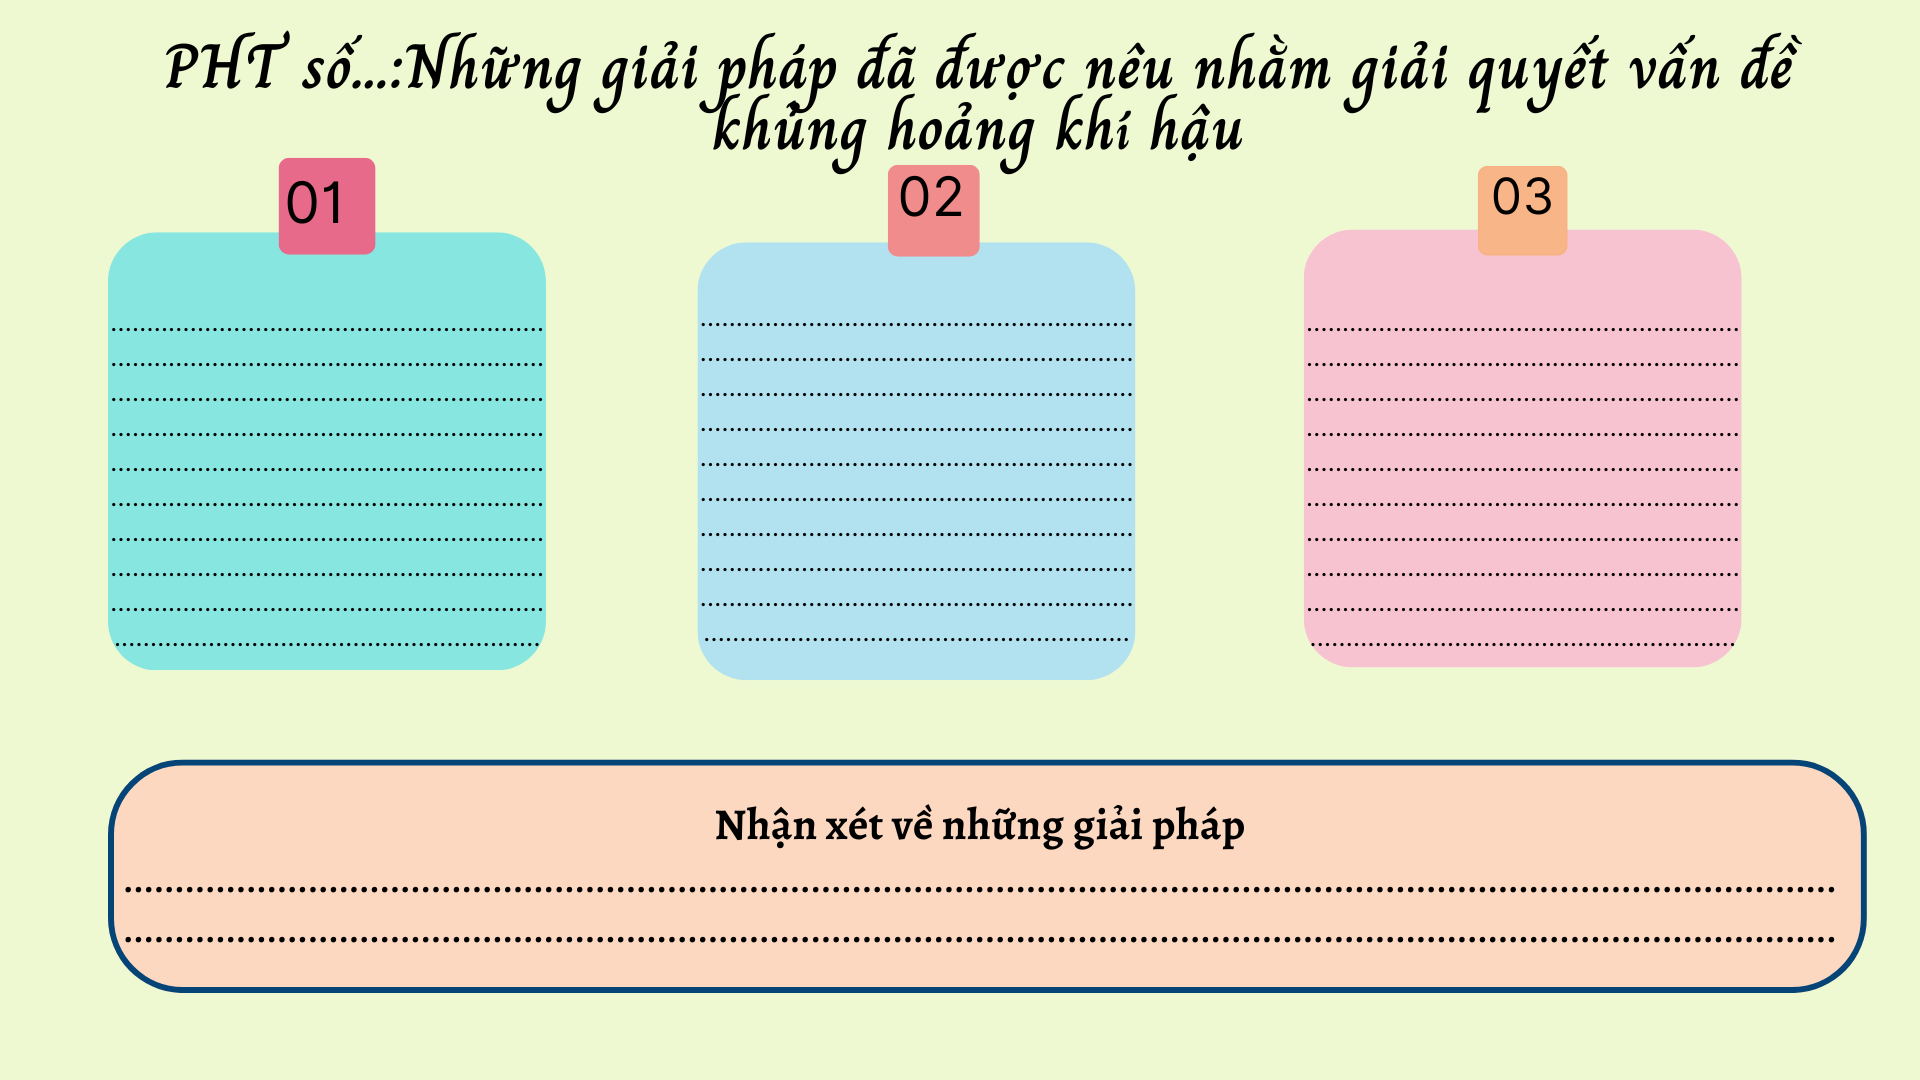 PHT số...:Những giải pháp đã được nêu nhằm giải quyết vấn đề
khủng hoảng khí hậu
01
02
03
Nhận xét về những giải pháp